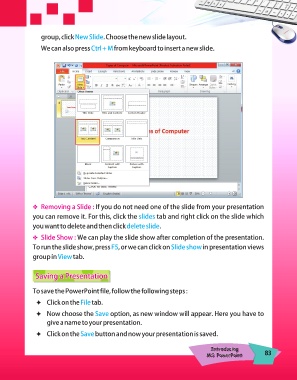 group, click New Slide. Choose the new slide layout.
We can also press Ctrl + M from keyboard to insert a new slide.
es of Computer
❖ Removing a Slide : If you do not need one of the slide from your presentation
you can remove it. For this, click the slides tab and right click on the slide which
you want to delete and then click delete slide.
❖ Slide Show : We can play the slide show after completion of the presentation.
To run the slide show, press F5, or we can click on Slide show in presentation views
group in View tab.
Saving a Presentation
To save the PowerPoint file, follow the following steps :
✦ Click on the File tab.
✦ Now choose the Save option, as new window will appear. Here you have to
give a name to your presentation.
✦ Click on the Save button and now your presentation is saved.
Introducing
MS PowerPoint
83